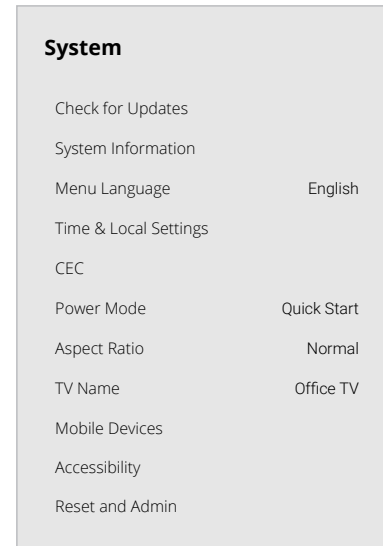 System
Check for Updates
System Information
Menu Language English
Time & Local Settings
CEC
Power Mode Quick Start
Aspect Ratio Normal
TV Name Office TV
Mobile Devices
Accessibility
Reset and Admin